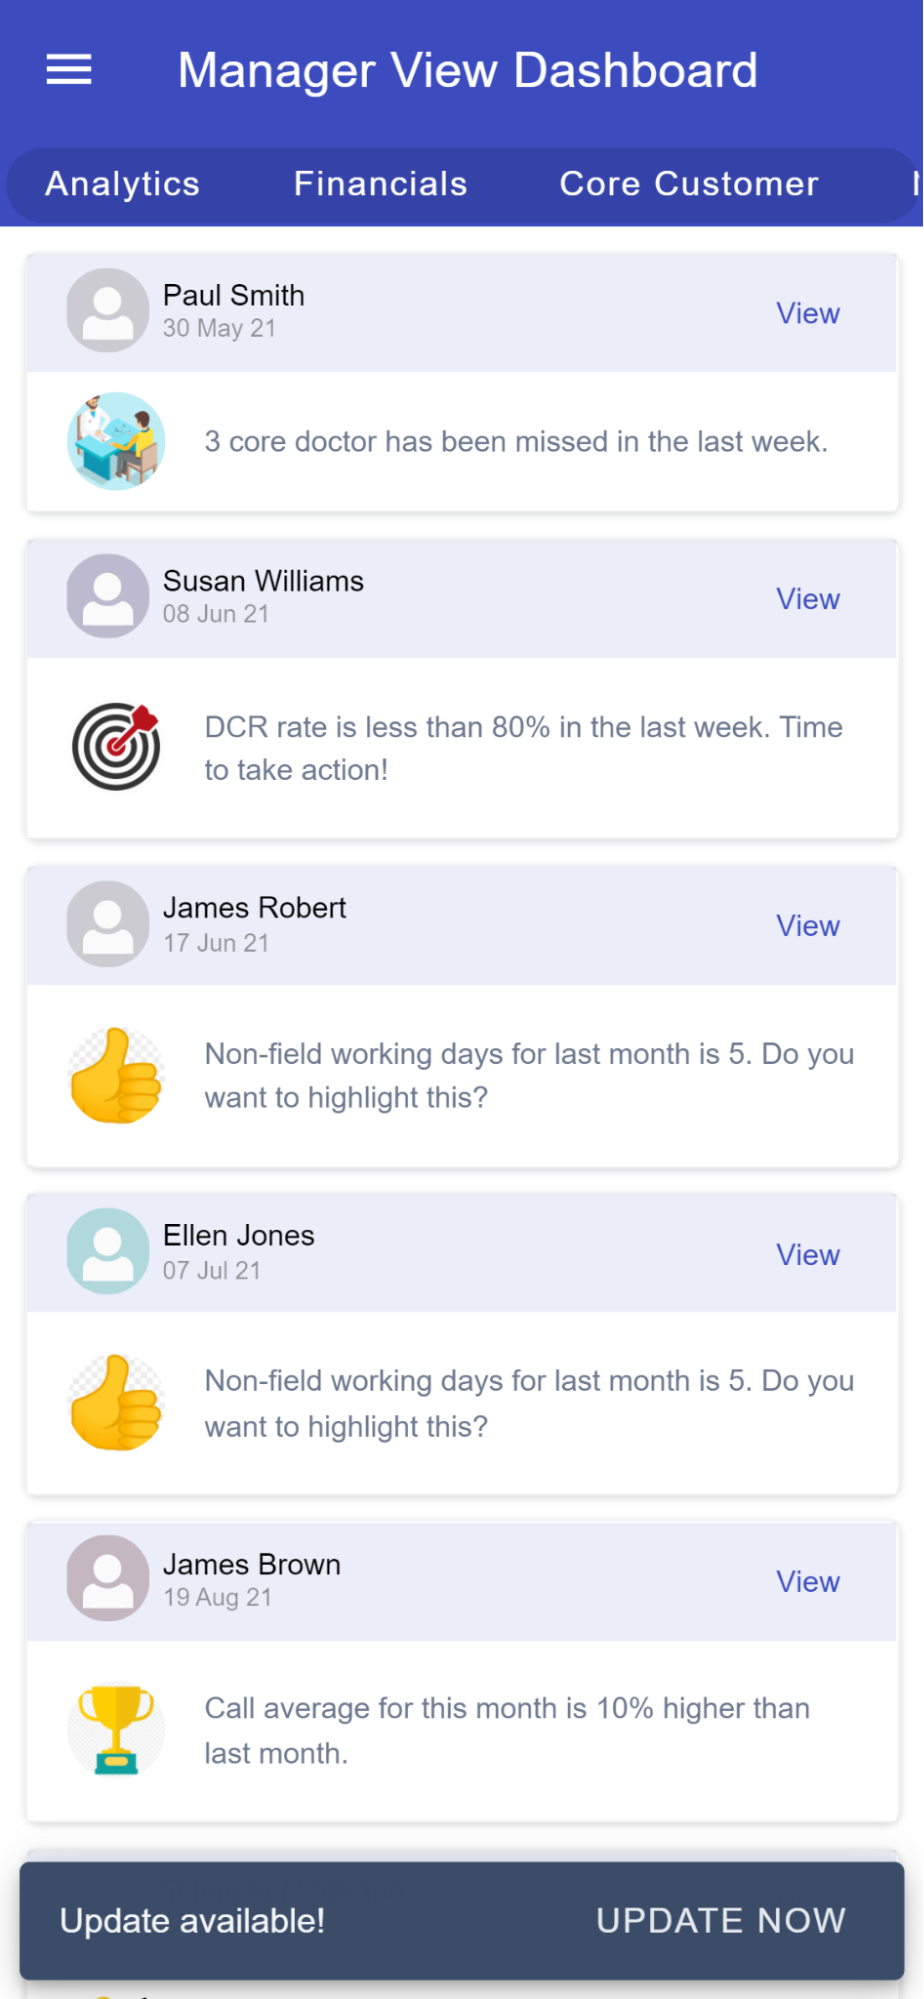 Manager View Dashboard
Analytics Financials Core Customer
Paul Smith
30 May 21
View
3 core doctor has been missed in the last week.
Susan Williams
08 Jun 21
View
DCR rate is less than 80% in the last week. Time
to take action!
James Robert
17 Jun 21
View
Non-field working days for last month is 5. Do you
want to highlight this?
Ellen Jones
07 Jul 21
View
Non-field working days for last month is 5. Do you
want to highlight this?
James Brown
19 Aug 21
View
Call average for this month is 10% higher than
last month.
Update available! UPDATE NOW